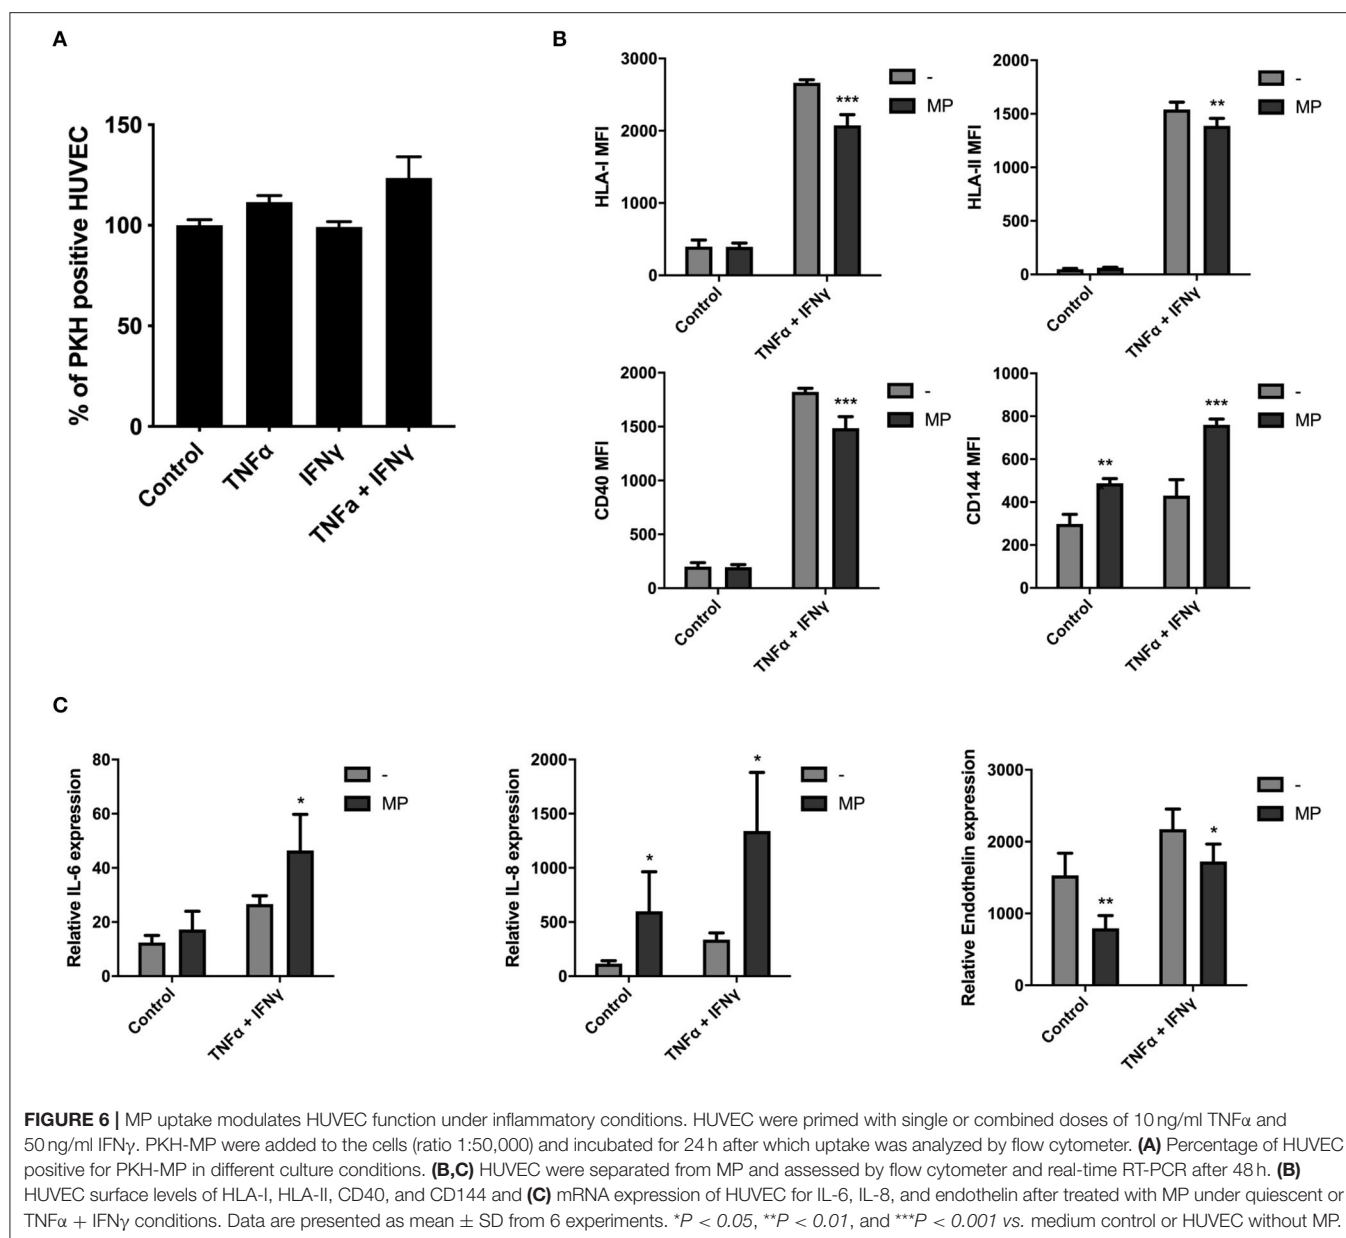 A
% of PKH positive HUVEC
150
100
50
0
Control
TNFα
IFNγ
TNFa + IFNγ
B
HLA-I MFI
3000
2000
1000
0
***
-
MP
Control
TNFα + IFNγ
HLA-II MFI
2000
1500
1000
500
0
**
-
MP
Control
TNFα + IFNγ
CD40 MFI
2000
1500
1000
500
0
***
-
MP
Control
TNFα + IFNγ
CD144 MFI
1000
800
600
400
200
0
**
***
-
MP
Control
TNFα + IFNγ
C
Relative IL-6 expression
80
60
40
20
0
*
-
MP
Control
TNFα + IFNγ
Relative IL-8 expression
2000
1500
1000
500
0
*
*
-
MP
Control
TNFα + IFNγ
Relative Endothelin expression
3000
2000
1000
0
**
*
-
MP
Control
TNFα + IFNγ
FIGURE 6 | MP uptake modulates HUVEC function under inflammatory conditions. HUVEC were primed with single or combined doses of 10 ng/ml TNFα and
50 ng/ml IFNγ. PKH-MP were added to the cells (ratio 1:50,000) and incubated for 24 h after which uptake was analyzed by flow cytometer. (A) Percentage of HUVEC
positive for PKH-MP in different culture conditions. (B,C) HUVEC were separated from MP and assessed by flow cytometer and real-time RT-PCR after 48 h. (B)
HUVEC surface levels of HLA-I, HLA-II, CD40, and CD144 and (C) mRNA expression of HUVEC for IL-6, IL-8, and endothelin after treated with MP under quiescent or
TNFα + IFNγ conditions. Data are presented as mean ± SD from 6 experiments. *P < 0.05, **P < 0.01, and ***P < 0.001 vs. medium control or HUVEC without MP.